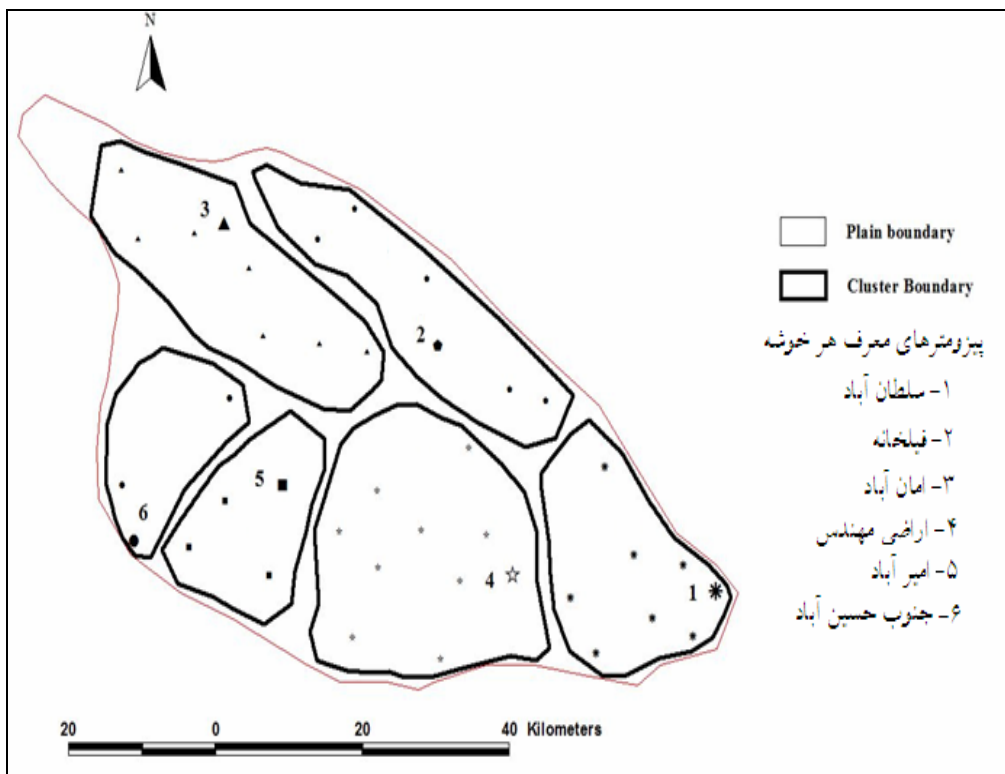 N
3
2
5
6
4
1
Plain boundary
Cluster Boundary
پیزومترهای معرف هر خوشه
۱- سلطان آباد
۲- فیلخانه
۳- امان آباد
۴- اراضی مهندس
۵- امیر آباد
۶- جنوب حسین آباد
20 0 20 40 Kilometers